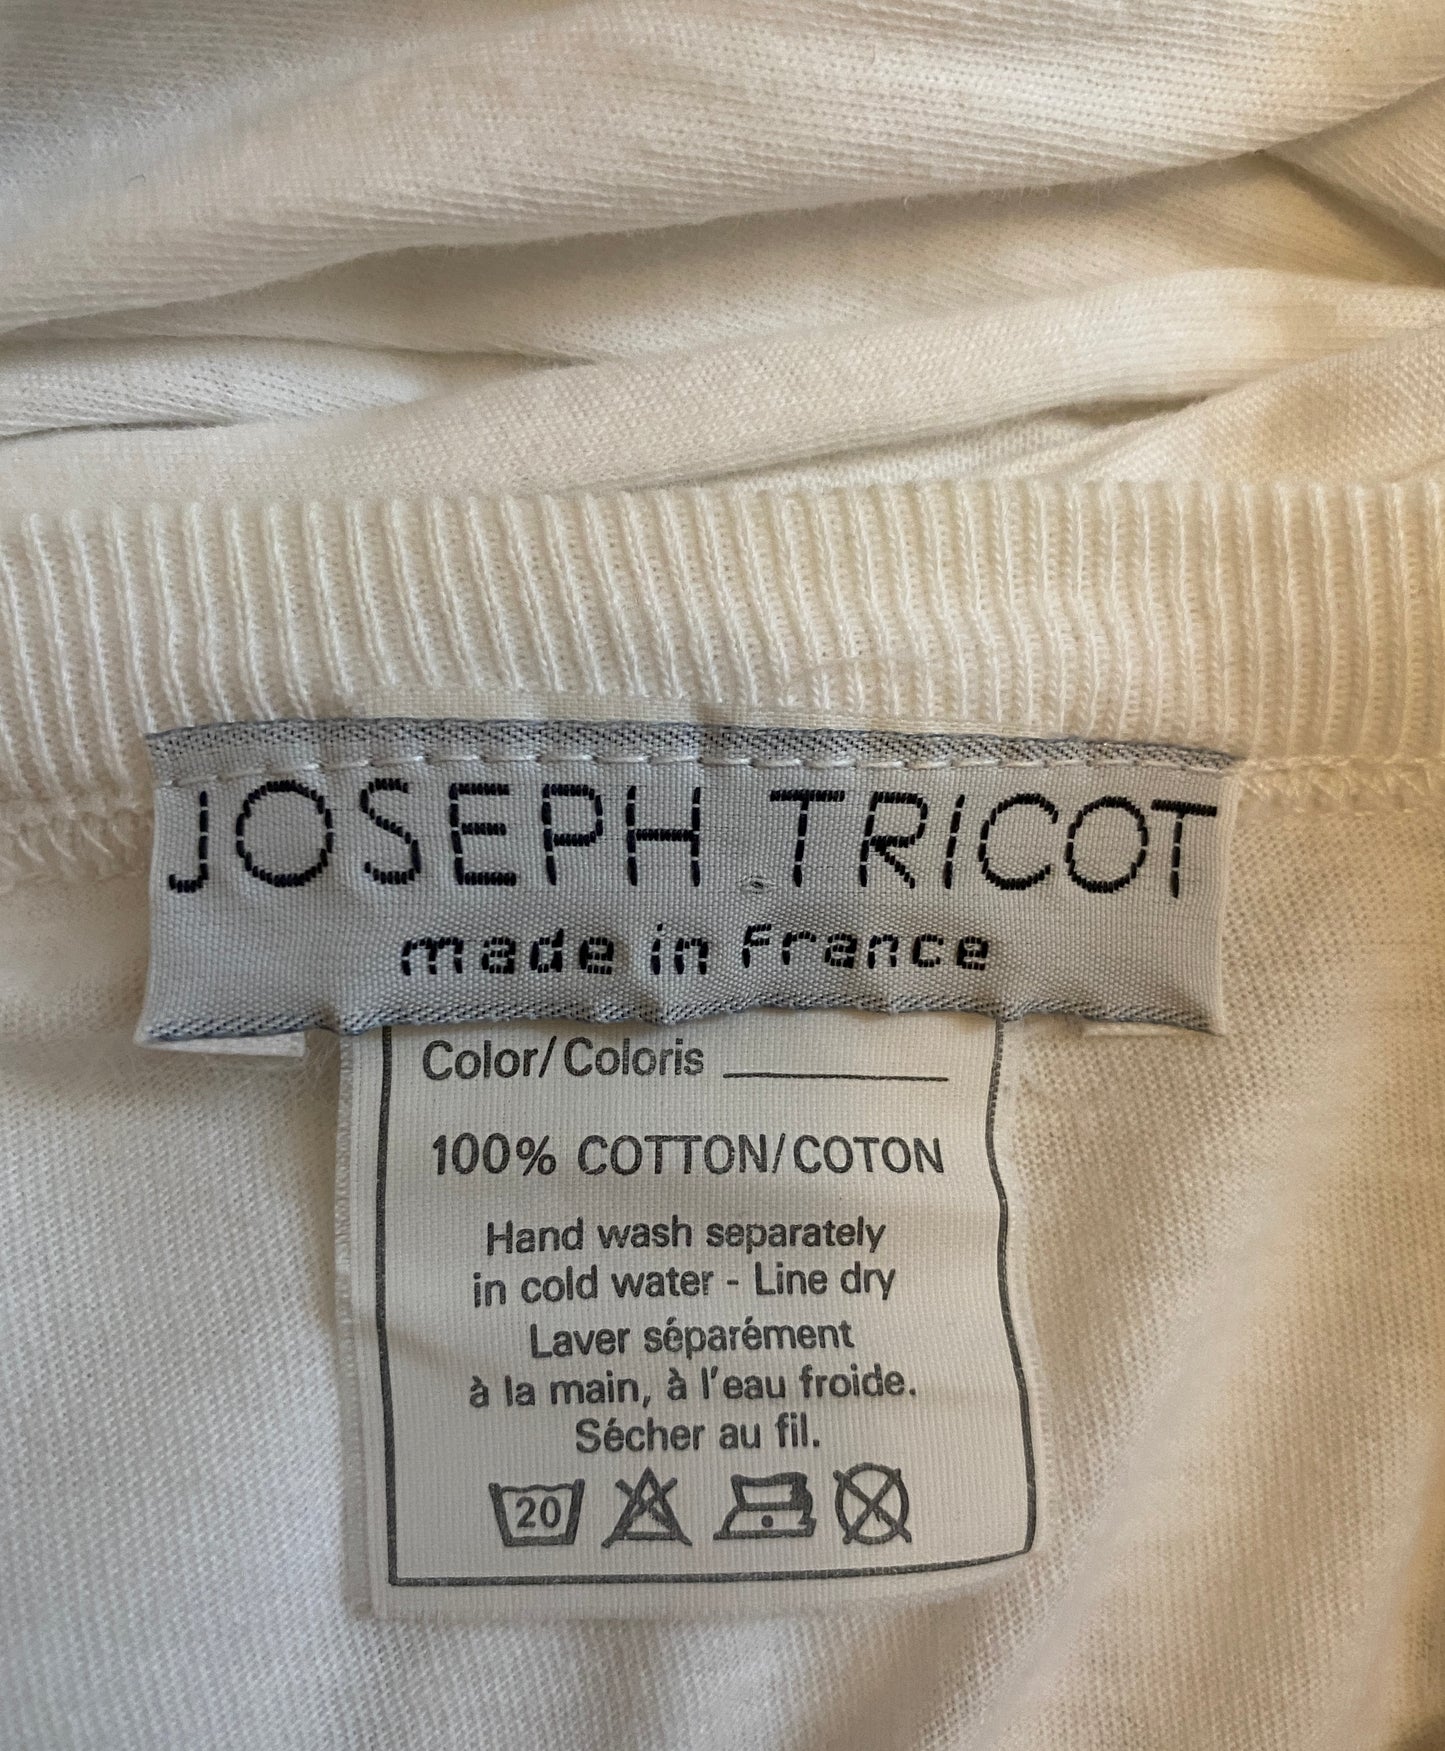 JOSEPH TRICOT
made in France
Color/Coloris
100% COTTON/COTON
Hand wash separately
in cold water - Line dry
Laver séparément
à la main, à l'eau froide.
Sécher au fil.
20